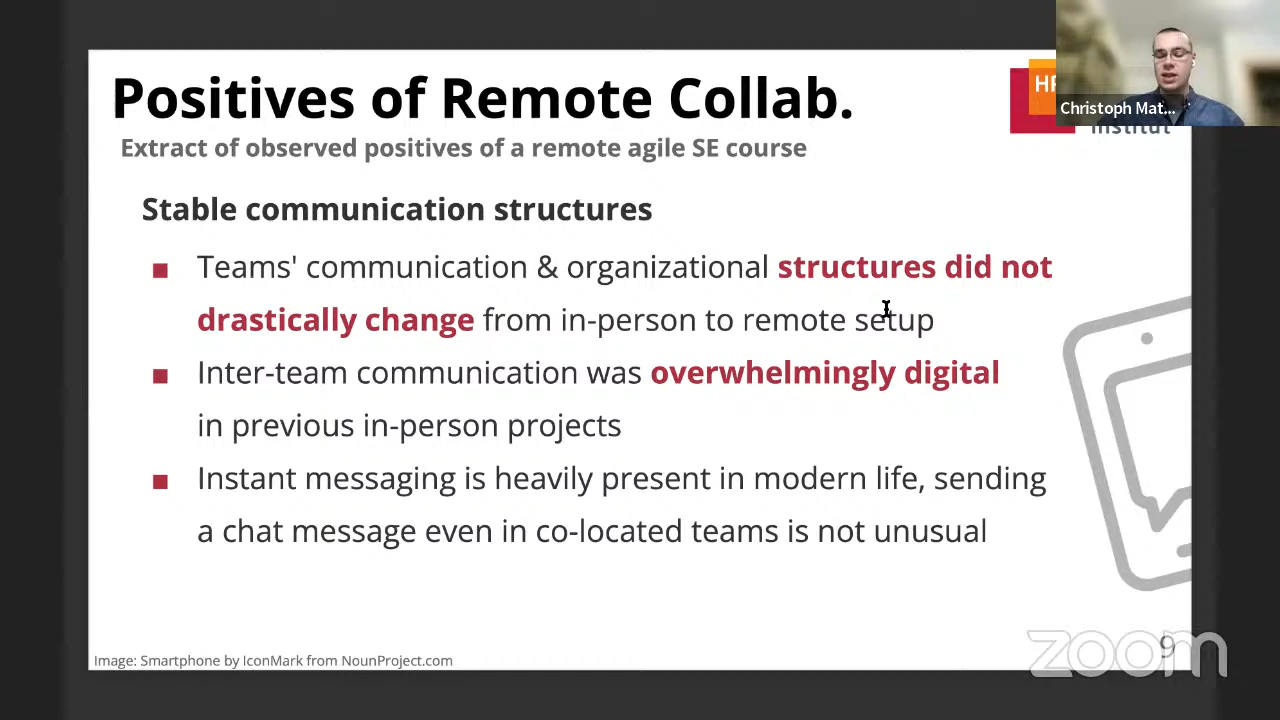 Positives of Remote Collab.
Extract of observed positives of a remote agile SE course
HP
Christoph Mat...
Institut
Stable communication structures
Teams' communication & organizational structures did not
drastically change from in-person to remote setup
Inter-team communication was overwhelmingly digital
in previous in-person projects
Instant messaging is heavily present in modern life, sending
a chat message even in co-located teams is not unusual
Image: Smartphone by IconMark from NounProject.com
9
zoom